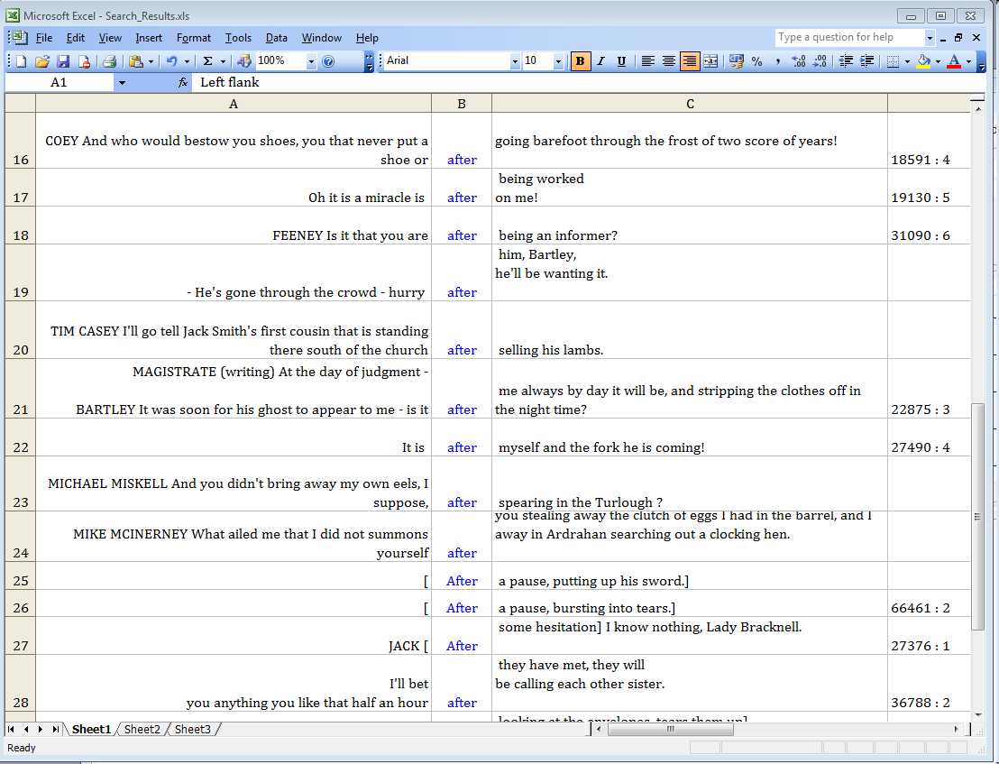 Microsoft Excel - Search_Results.xls
File Edit View Insert Format Tools Data Window Help
Type a question for help
100%
Arial
10
B I U
A1
fx Left flank
A B C
COEY And who would bestow you shoes, you that never put a
shoe or
going barefoot through the frost of two score of years!
16 after 18591 : 4
being worked
17 Oh it is a miracle is after on me! 19130 : 5
18 FEENEY Is it that you are after being an informer? 31090 : 6
him, Bartley,
he'll be wanting it.
19 - He's gone through the crowd - hurry after
TIM CASEY I'll go tell Jack Smith's first cousin that is standing
20 there south of the church after selling his lambs.
MAGISTRATE (writing) At the day of judgment -
me always by day it will be, and stripping the clothes off in
21 BARTLEY It was soon for his ghost to appear to me - is it after the night time? 22875 : 3
22 It is after myself and the fork he is coming! 27490 : 4
MICHAEL MISKELL And you didn't bring away my own eels, I
23 suppose, after spearing in the Turlough ?
you stealing away the clutch of eggs I had in the barrel, and I
MIKE MCINERNEY What ailed me that I did not summons away in Ardrahan searching out a clocking hen.
24 yourself after
25 [ After a pause, putting up his sword.]
26 [ After a pause, bursting into tears.] 66461 : 2
some hesitation] I know nothing, Lady Bracknell.
27 JACK [ After 27376 : 1
they have met, they will
I'll bet be calling each other sister.
28 you anything you like that half an hour after 36788 : 2
looking at the envelopes, tears them up]
Sheet1 Sheet2 Sheet3
Ready